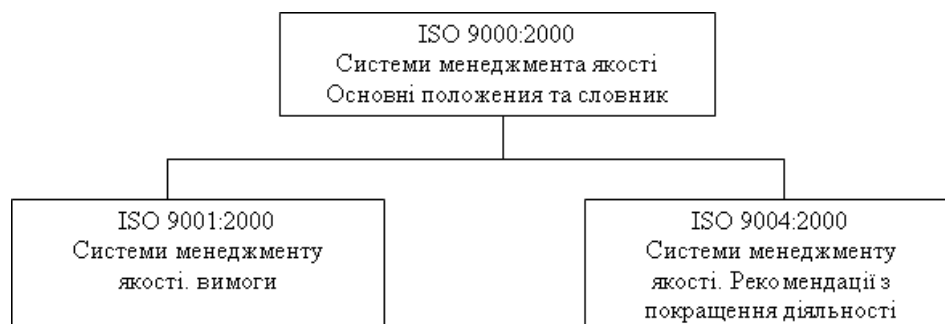 ISO 9000:2000
Системи менеджмента якості
Основні положення та словник
ISO 9001:2000
Системи менеджменту
якості. вимоги
ISO 9004:2000
Системи менеджменту
якості. Рекомендації з
покращення діяльності